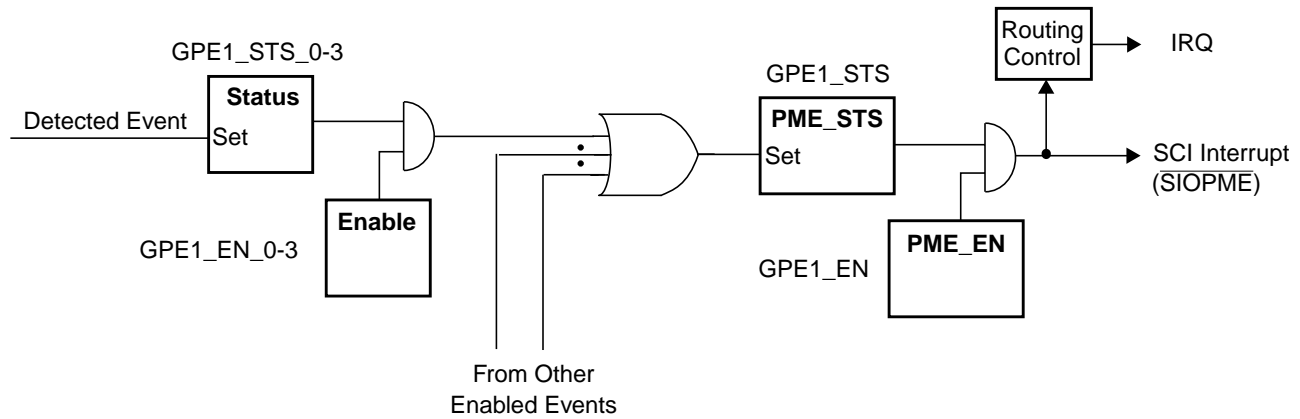 Routing
Control
IRQ
GPE1_STS_0-3
GPE1_STS
Status
PME_STS
Detected Event
Set
Set
SCI Interrupt
(SIOPME)
Enable
PME_EN
GPE1_EN_0-3
GPE1_EN
From Other
Enabled Events